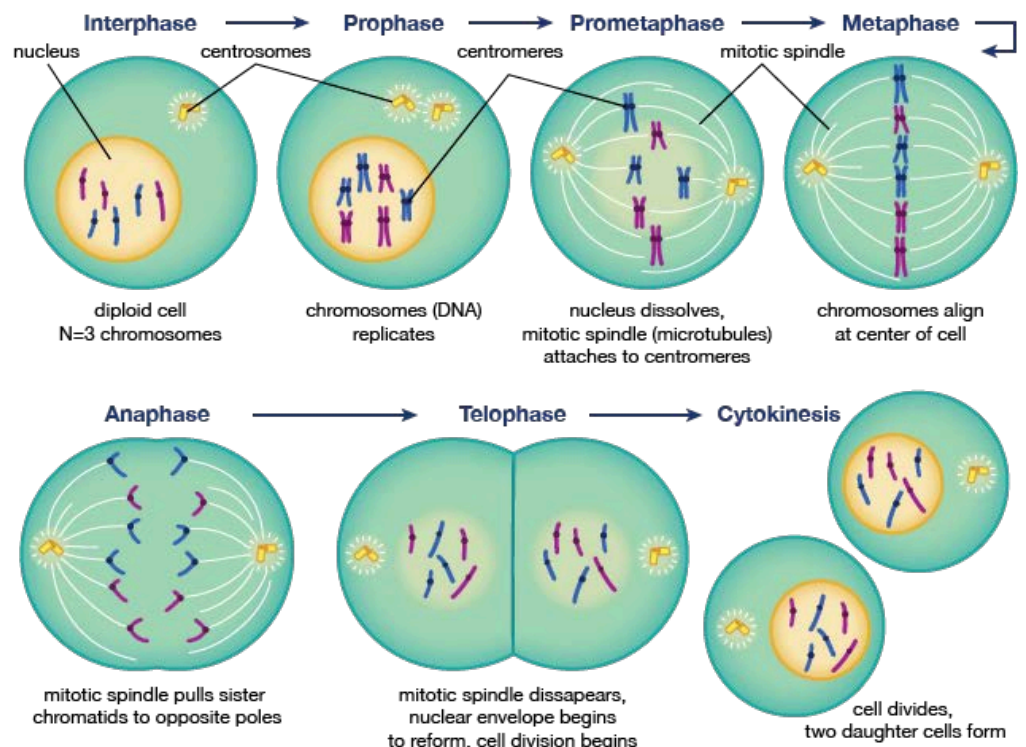 Interphase
Prophase
Prometaphase
Metaphase
nucleus
centrosomes
centromeres
mitotic spindle
diploid cell
N=3 chromosomes
chromosomes (DNA)
replicates
nucleus dissolves,
mitotic spindle (microtubules)
attaches to centromeres
chromosomes align
at center of cell
Anaphase
Telophase
Cytokinesis
mitotic spindle pulls sister
chromatids to opposite poles
mitotic spindle dissapears,
nuclear envelope begins
to reform, cell division begins
cell divides,
two daughter cells form